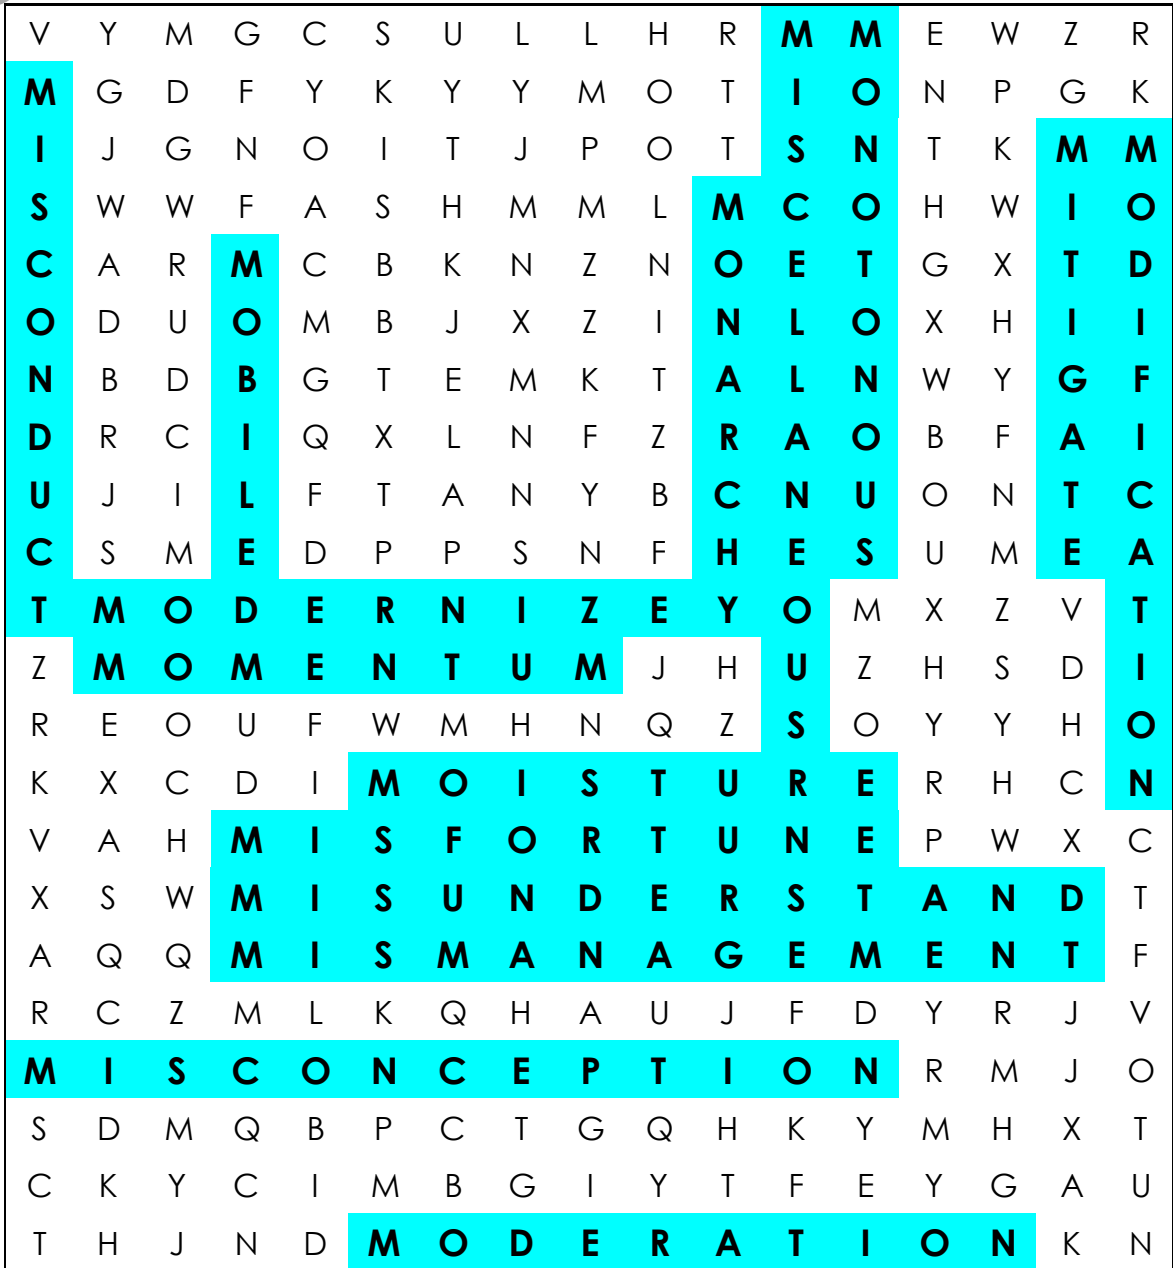 V Y M G C S U L L H R M M E W Z R
M G D F Y K Y Y M O T I O N P G K
I J G N O I T J P O T S N T K M M
S W W F A S H M M L M C O H W I O
C A R M C B K N Z N O E T G X T D
O D U O M B J X Z I N L O X H I I
N B D B G T E M K T A L N W Y G F
D R C I Q X L N F Z R A O B F A I
U J I L F T A N Y B C N U O N T C
C S M E D P P S N F H E S U M E A
T M O D E R N I Z E Y O M X Z V T
Z M O M E N T U M J H U Z H S D I
R E O U F W M H N Q Z S O Y Y H O
K X C D I M O I S T U R E R H C N
V A H M I S F O R T U N E P W X C
X S W M I S U N D E R S T A N D T
A Q Q M I S M A N A G E M E N T F
R C Z M L K Q H A U J F D Y R J V
M I S C O N C E P T I O N R M J O
S D M Q B P C T G Q H K Y M H X T
C K Y C I M B G I Y T F E Y G A U
T H J N D M O D E R A T I O N K N